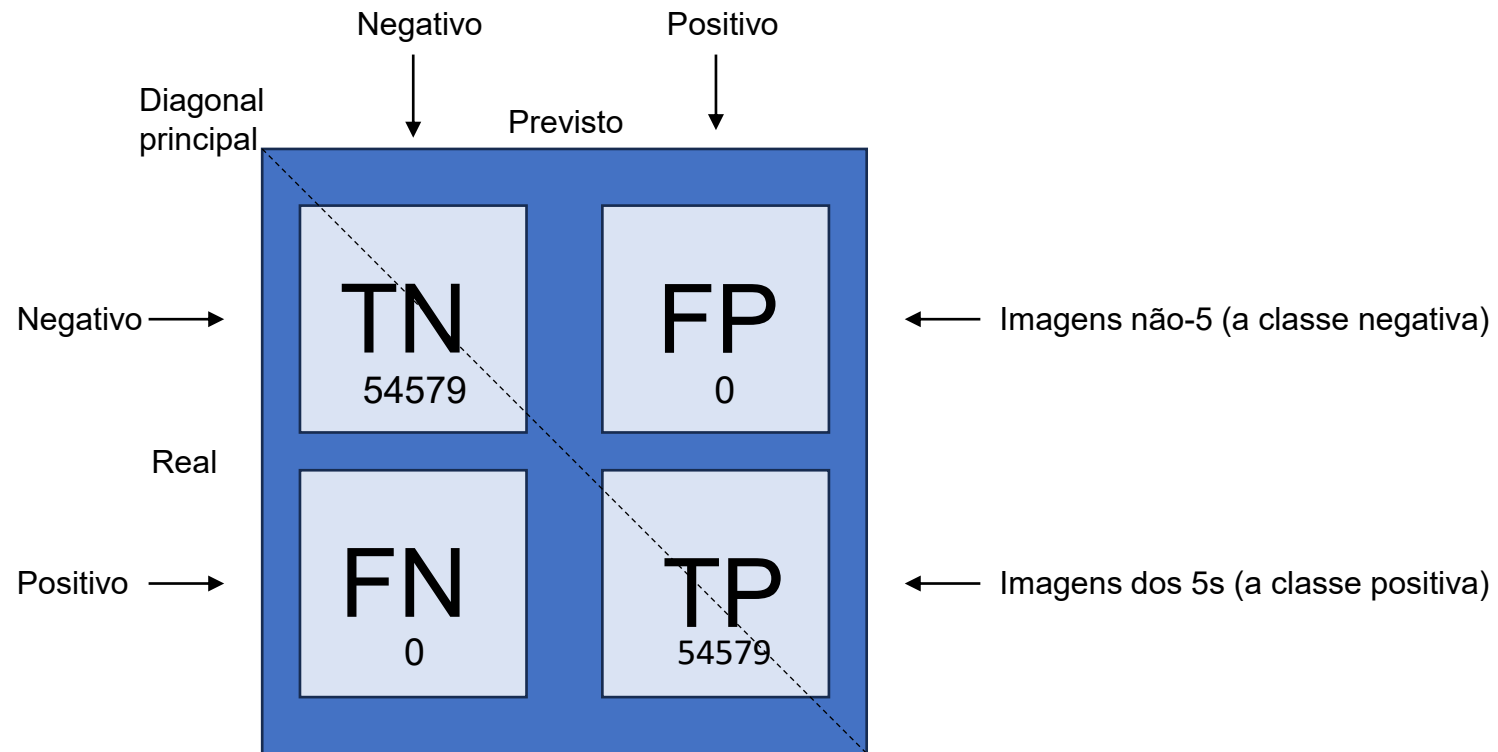 Negativo
Positivo
Diagonal
principal
Previsto
TN
54579
FP
0
Negativo
Imagens não-5 (a classe negativa)
Real
FN
0
TP
54579
Positivo
Imagens dos 5s (a classe positiva)